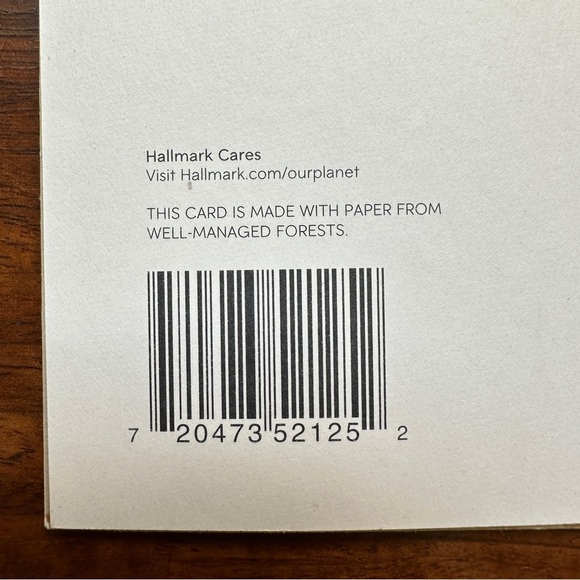 Hallmark Cares
Visit Hallmark.com/ourplanet
THIS CARD IS MADE WITH PAPER FROM
WELL-MANAGED FORESTS.
7 20473 52125 2